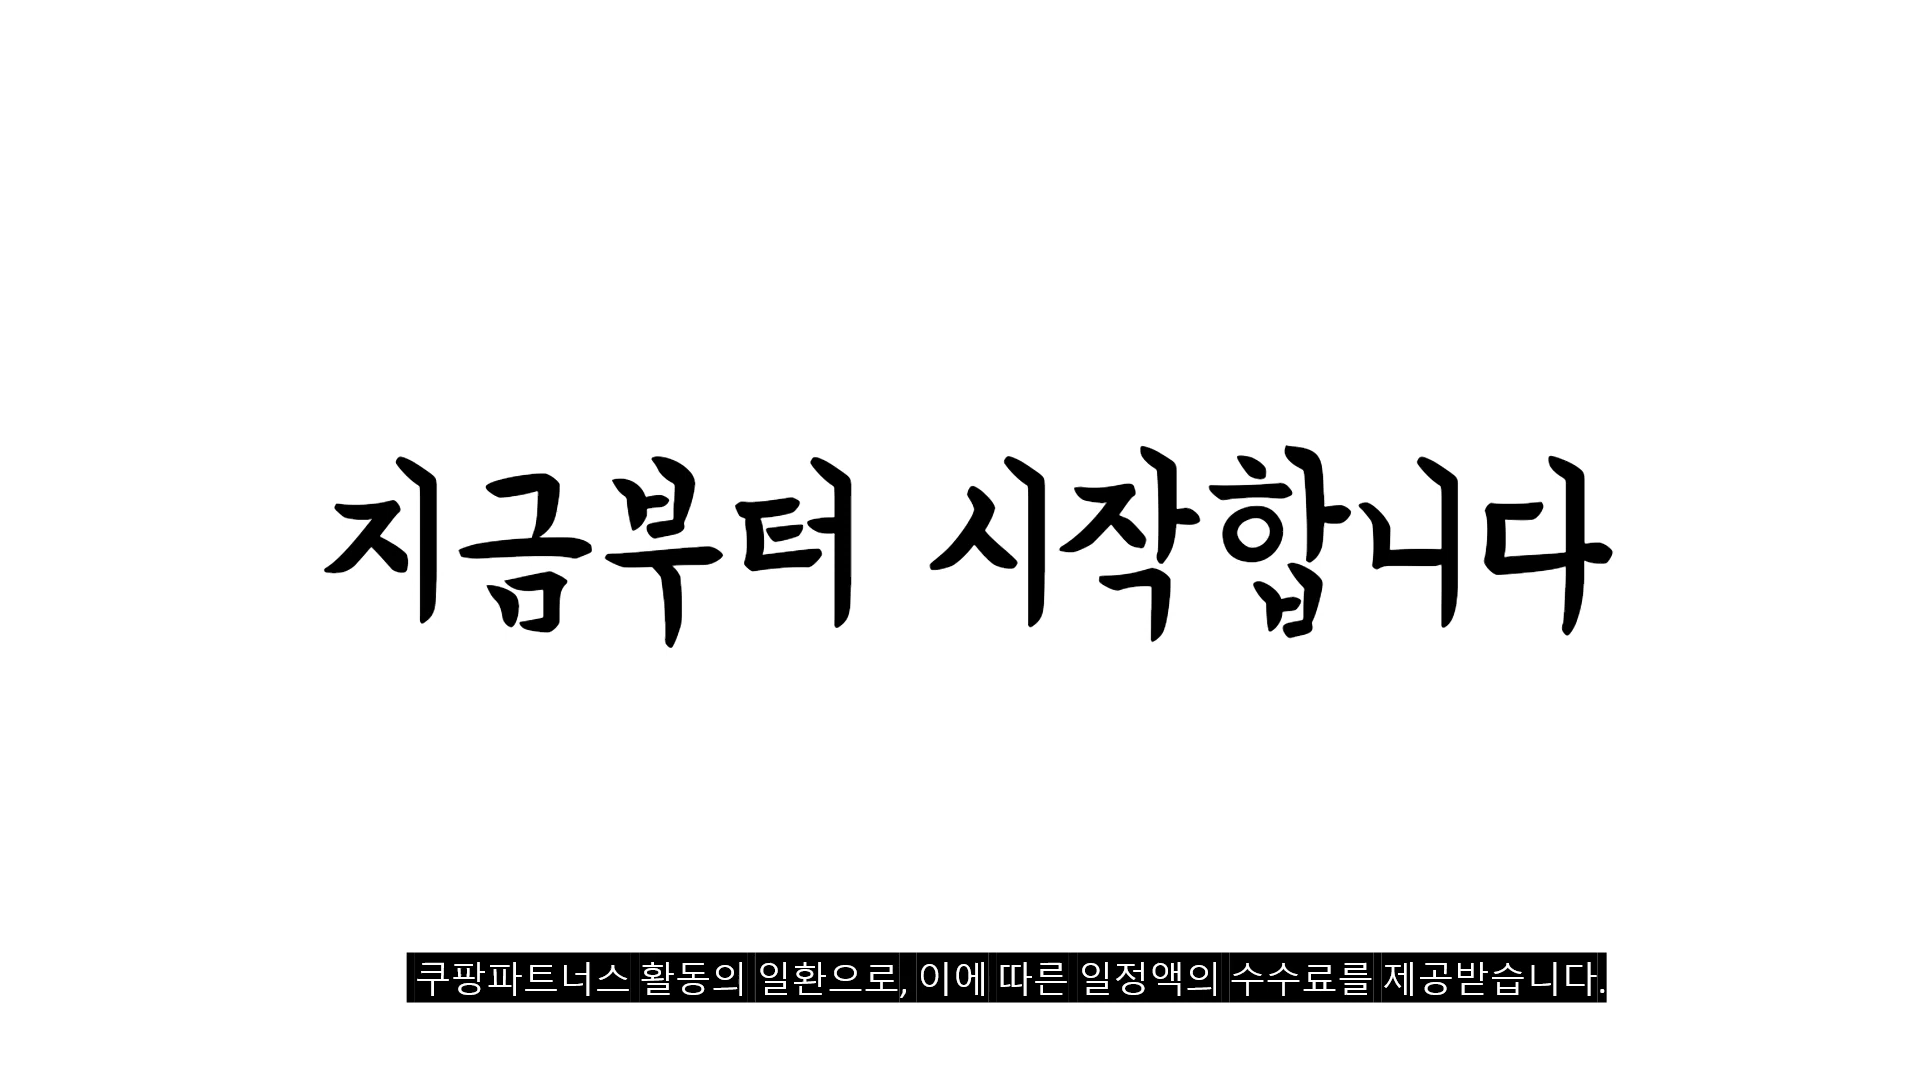 지금부터 시작합니다
쿠팡파트너스 활동의 일환으로, 이에 따른 일정액의 수수료를 제공받습니다.